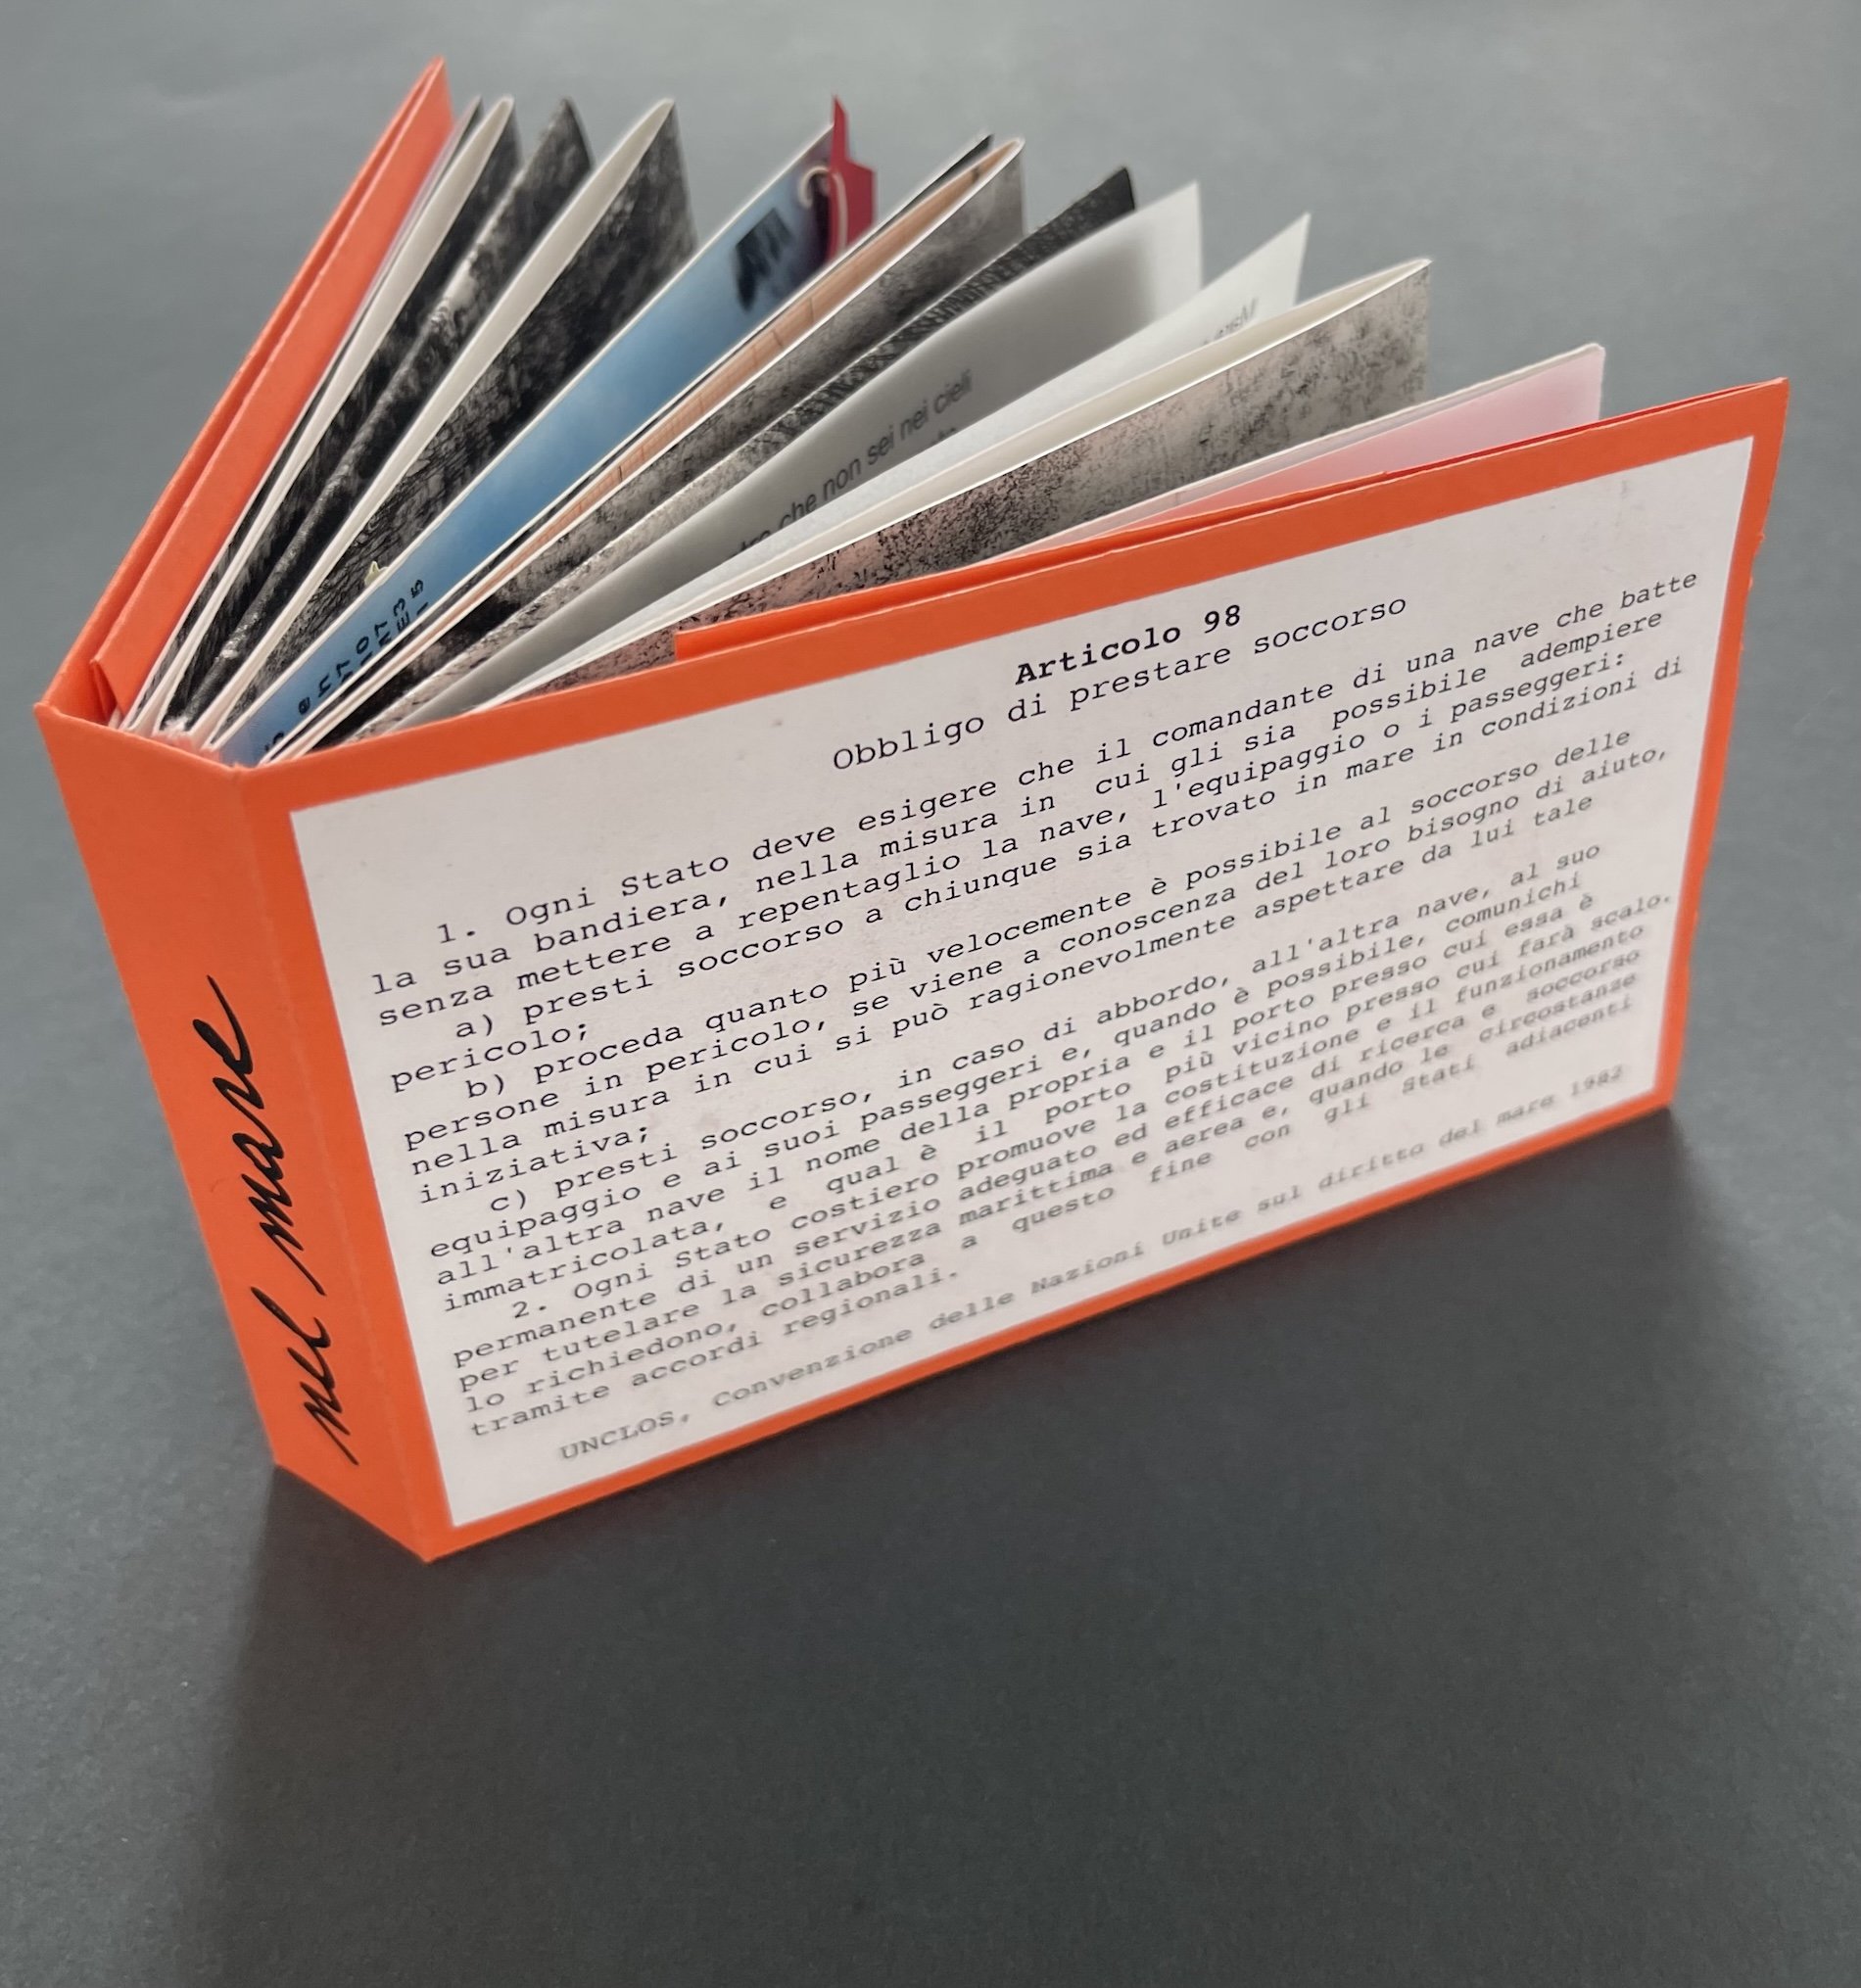 nel mare
Articolo 98
Obbligo di prestare soccorso
1. Ogni Stato deve esigere che il comandante di una nave che batte
la sua bandiera, nella misura in cui gli sia possibile adempiere
senza mettere a repentaglio la nave, l'equipaggio o i passeggeri:
a) presti soccorso a chiunque sia trovato in mare in condizioni di
pericolo;
b) proceda quanto più velocemente è possibile al soccorso delle
persone in pericolo, se viene a conoscenza del loro bisogno di aiuto,
nella misura in cui si può ragionevolmente aspettare da lui tale
iniziativa;
c) presti soccorso, in caso di abbordo, all'altra nave, al suo
equipaggio e ai suoi passeggeri e, quando è possibile, comunichi
all'altra nave il nome della propria e il porto presso cui essa è
immatricolata, e qual è il porto più vicino presso cui farà scalo.
2. Ogni Stato costiero promuove la costituzione e il funzionamento
permanente di un servizio adeguato ed efficace di ricerca e soccorso
per tutelare la sicurezza marittima e aerea e, quando le circostanze
lo richiedono, collabora a questo fine con gli Stati adiacenti
tramite accordi regionali.
UNCLOS, Convenzione delle Nazioni Unite sul diritto del mare 1982
che non sei nei cieli